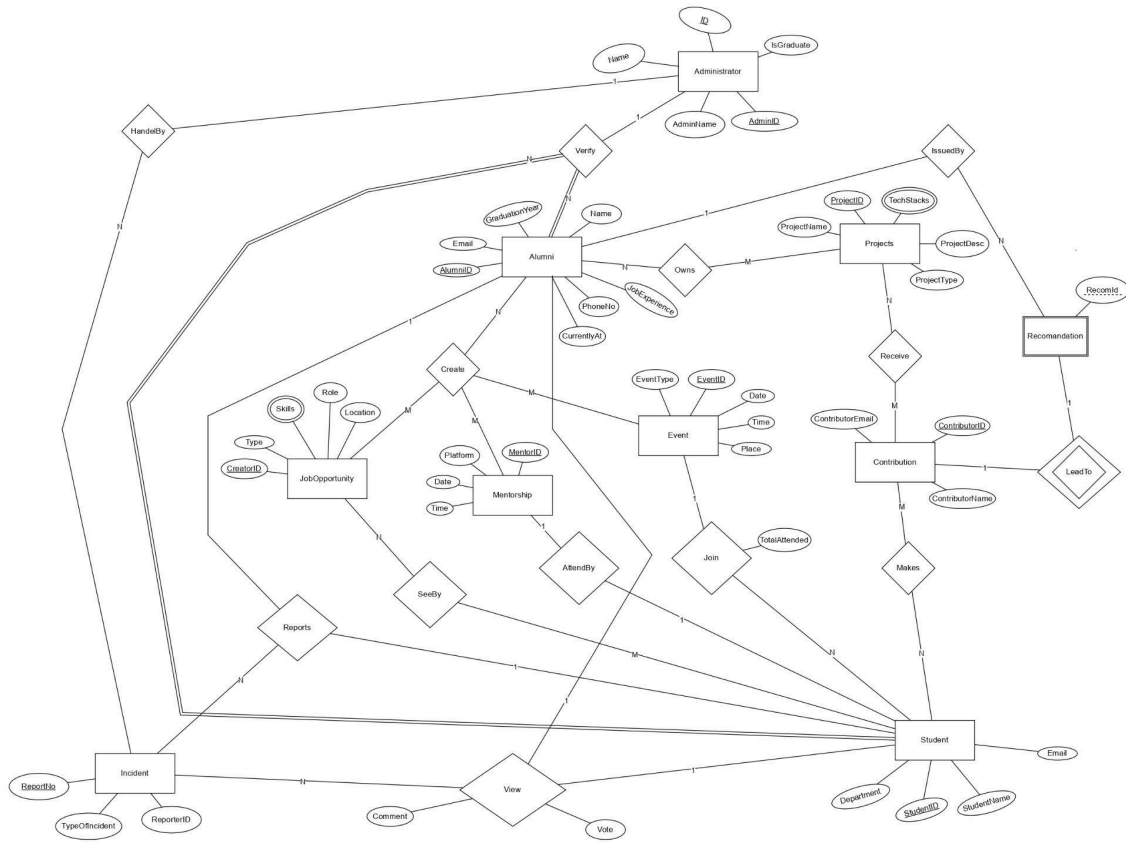 ID
IsGraduate
Name
Administrator
1
AdminName
AdminID
1
HandelBy
Verify
IssuedBy
N
N
1
N
GraduationYear
Name
Email
Alumni
AlumniID
JobExperience
PhoneNo
CurrentlyAt
N
Owns
M
ProjectID
TechStacks
ProjectName
Projects
ProjectDesc
ProjectType
N
N
RecomId
Recomandation
1
N
1
Create
N
M
M
M
Receive
M
EventType
EventID
Date
Event
Time
Place
Role
Skills
Location
Type
CreatorID
JobOpportunity
Platform
MentorID
Date
Mentorship
Time
ContributorEmail
ContributorID
Contribution
ContributorName
1
LeadTo
1
N
1
M
TotalAttended
Join
AttendBy
Makes
SeeBy
Reports
1
M
N
N
1
N
1
Student
Email
Department
StudentID
StudentName
Incident
ReportNo
TypeOfIncident
ReporterID
N
View
1
Comment
Vote